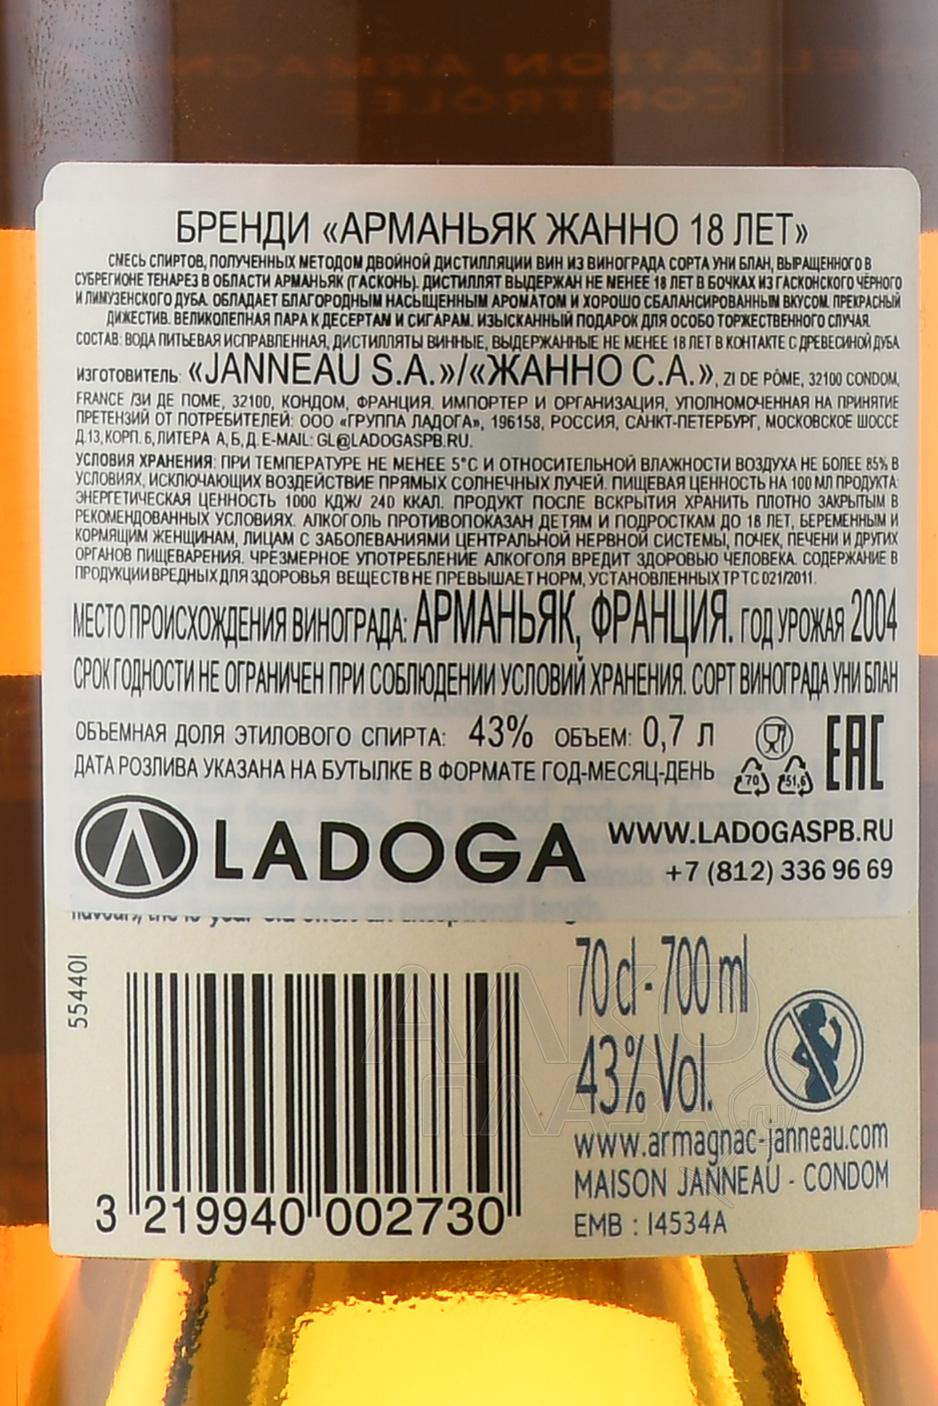 БРЕНДИ «АРМАНЬЯК ЖАННО 18 ЛЕТ»
СМЕСЬ СПИРТОВ, ПОЛУЧЕННЫХ МЕТОДОМ ДВОЙНОЙ ДИСТИЛЛЯЦИИ ВИН ИЗ ВИНОГРАДА СОРТА УНИ БЛАН, ВЫРАЩЕННОГО В
СУБРЕГИОНЕ ТЕНАРЕЗ В ОБЛАСТИ АРМАНЬЯК (ГАСКОНЬ). ДИСТИЛЛЯТ ВЫДЕРЖАН НЕ МЕНЕЕ 18 ЛЕТ В БОЧКАХ ИЗ ГАСКОНСКОГО ЧЁРНОГО
И ЛИМУЗЕНСКОГО ДУБА. ОБЛАДАЕТ БЛАГОРОДНЫМ НАСЫЩЕННЫМ АРОМАТОМ И ХОРОШО СБАЛАНСИРОВАННЫМ ВКУСОМ. ПРЕКРАСНЫЙ
ДИЖЕСТИВ. ВЕЛИКОЛЕПНАЯ ПАРА К ДЕСЕРТАМ И СИГАРАМ. ИЗЫСКАННЫЙ ПОДАРОК ДЛЯ ОСОБО ТОРЖЕСТВЕННОГО СЛУЧАЯ.
СОСТАВ: ВОДА ПИТЬЕВАЯ ИСПРАВЛЕННАЯ, ДИСТИЛЛЯТЫ ВИННЫЕ, ВЫДЕРЖАННЫЕ НЕ МЕНЕЕ 18 ЛЕТ В КОНТАКТЕ С ДРЕВЕСИНОЙ ДУБА.
ИЗГОТОВИТЕЛЬ: «JANNEAU S.A.»/«ЖАННО С.А.», ZI DE PÔME, 32100 CONDOM,
FRANCE /ЗИ ДЕ ПОМЕ, 32100, КОНДОМ, ФРАНЦИЯ. ИМПОРТЕР И ОРГАНИЗАЦИЯ, УПОЛНОМОЧЕННАЯ НА ПРИНЯТИЕ
ПРЕТЕНЗИЙ ОТ ПОТРЕБИТЕЛЕЙ: ООО «ГРУППА ЛАДОГА», 196158, РОССИЯ, САНКТ-ПЕТЕРБУРГ, МОСКОВСКОЕ ШОССЕ
Д.13,КОРП. 6, ЛИТЕРА А, Б, Д. E-MAIL: GL@LADOGASPB.RU.
УСЛОВИЯ ХРАНЕНИЯ: ПРИ ТЕМПЕРАТУРЕ НЕ МЕНЕЕ 5°С И ОТНОСИТЕЛЬНОЙ ВЛАЖНОСТИ ВОЗДУХА НЕ БОЛЕЕ 85% В
УСЛОВИЯХ, ИСКЛЮЧАЮЩИХ ВОЗДЕЙСТВИЕ ПРЯМЫХ СОЛНЕЧНЫХ ЛУЧЕЙ. ПИЩЕВАЯ ЦЕННОСТЬ НА 100 МЛ ПРОДУКТА:
ЭНЕРГЕТИЧЕСКАЯ ЦЕННОСТЬ 1000 КДЖ/ 240 ККАЛ. ПРОДУКТ ПОСЛЕ ВСКРЫТИЯ ХРАНИТЬ ПЛОТНО ЗАКРЫТЫМ В
РЕКОМЕНДОВАННЫХ УСЛОВИЯХ. АЛКОГОЛЬ ПРОТИВОПОКАЗАН ДЕТЯМ И ПОДРОСТКАМ ДО 18 ЛЕТ, БЕРЕМЕННЫМ И
КОРМЯЩИМ ЖЕНЩИНАМ, ЛИЦАМ С ЗАБОЛЕВАНИЯМИ ЦЕНТРАЛЬНОЙ НЕРВНОЙ СИСТЕМЫ, ПОЧЕК, ПЕЧЕНИ И ДРУГИХ
ОРГАНОВ ПИЩЕВАРЕНИЯ. ЧРЕЗМЕРНОЕ УПОТРЕБЛЕНИЕ АЛКОГОЛЯ ВРЕДИТ ЗДОРОВЬЮ ЧЕЛОВЕКА. СОДЕРЖАНИЕ В
ПРОДУКЦИИ ВРЕДНЫХ ДЛЯ ЗДОРОВЬЯ ВЕЩЕСТВ НЕ ПРЕВЫШАЕТ НОРМ, УСТАНОВЛЕННЫХ ТР ТС 021/2011.
МЕСТО ПРОИСХОЖДЕНИЯ ВИНОГРАДА: АРМАНЬЯК, ФРАНЦИЯ. ГОД УРОЖАЯ 2004
СРОК ГОДНОСТИ НЕ ОГРАНИЧЕН ПРИ СОБЛЮДЕНИИ УСЛОВИЙ ХРАНЕНИЯ. СОРТ ВИНОГРАДА УНИ БЛАН
ОБЪЕМНАЯ ДОЛЯ ЭТИЛОВОГО СПИРТА: 43% ОБЪЕМ: 0,7 Л
ДАТА РОЗЛИВА УКАЗАНА НА БУТЫЛКЕ В ФОРМАТЕ ГОД-МЕСЯЦ-ДЕНЬ
70 51,6 EAC
LADOGA
WWW.LADOGASPB.RU
+7 (812) 336 96 69
554401
3 219940 002730
70 cl - 700 ml
43% Vol.
www.armagnac-janneau.com
MAISON JANNEAU - CONDOM
EMB : 14534A
АЛКО
ПЛАЗА.ru